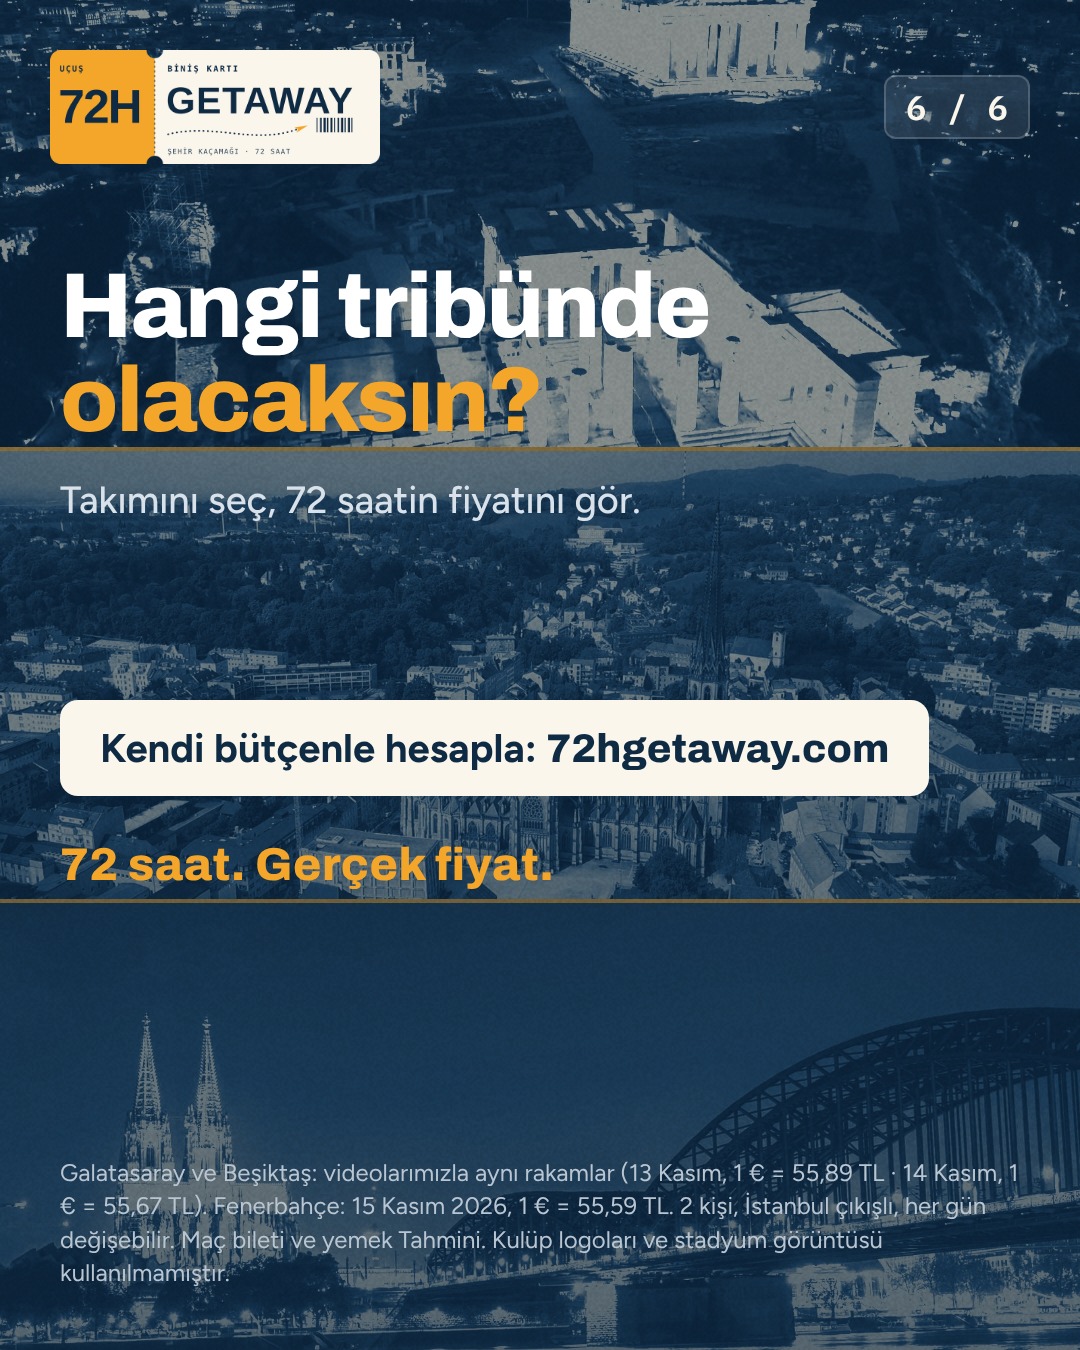 UÇUŞ
72H
BİNİŞ KARTI
GETAWAY
ŞEHİR KAÇAMAĞI · 72 SAAT
6 / 6
Hangi tribünde
olacaksın?
Takımını seç, 72 saatin fiyatını gör.
Kendi bütçenle hesapla: 72hgetaway.com
72 saat. Gerçek fiyat.
Galatasaray ve Beşiktaş: videolarımızla aynı rakamlar (13 Kasım, 1 € = 55,89 TL · 14 Kasım, 1
€ = 55,67 TL). Fenerbahçe: 15 Kasım 2026, 1 € = 55,59 TL. 2 kişi, İstanbul çıkışlı, her gün
değişebilir. Maç bileti ve yemek Tahmini. Kulüp logoları ve stadyum görüntüsü
kullanılmamıştır.